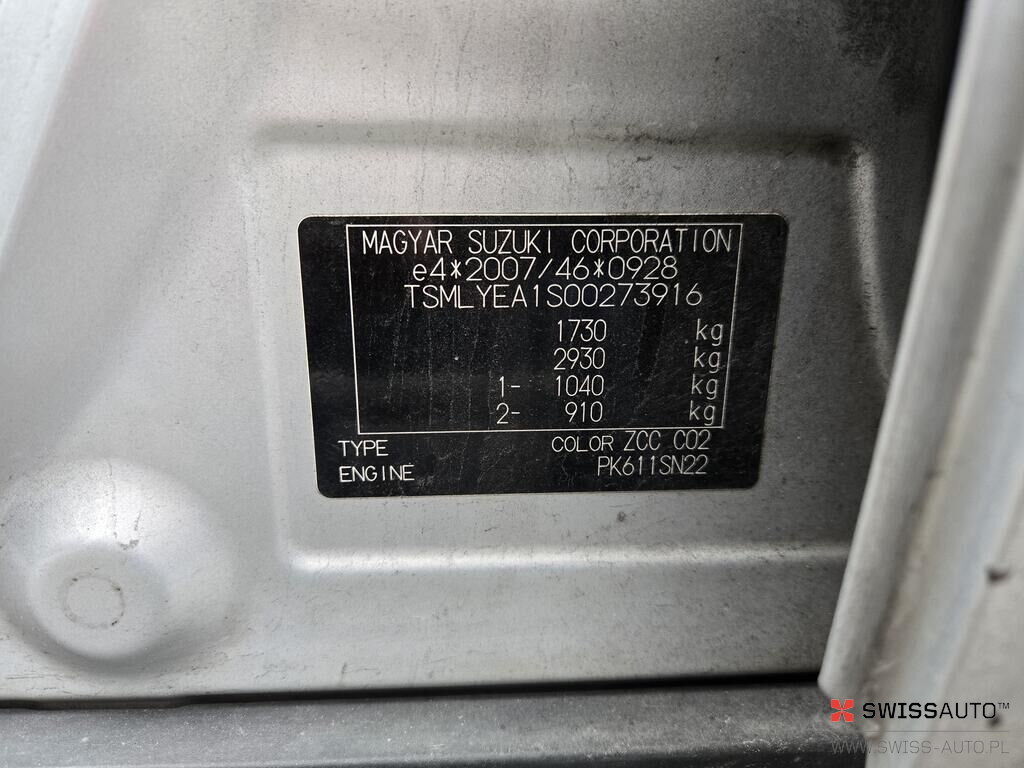 MAGYAR SUZUKI CORPORATION
e4*2007/46*0928
TSMLYEA1S00273916
1730 kg
2930 kg
1- 1040 kg
2- 910 kg
TYPE COLOR ZCC C02
ENGINE PK611SN22
SWISSAUTO™
WWW.SWISS-AUTO.PL